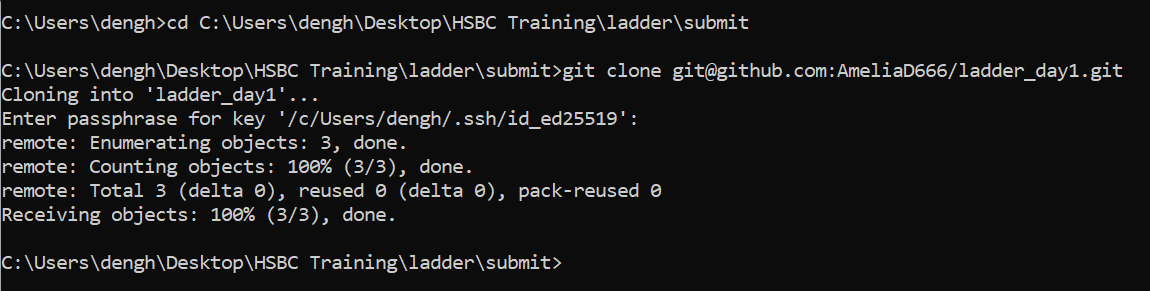 C:\Users\dengh>cd C:\Users\dengh\Desktop\HSBC Training\ladder\submit
C:\Users\dengh\Desktop\HSBC Training\ladder\submit>git clone git@github.com:AmeliaD666/ladder_day1.git
Cloning into 'ladder_day1'...
Enter passphrase for key '/c/Users/dengh/.ssh/id_ed25519':
remote: Enumerating objects: 3, done.
remote: Counting objects: 100% (3/3), done.
remote: Total 3 (delta 0), reused 0 (delta 0), pack-reused 0
Receiving objects: 100% (3/3), done.
C:\Users\dengh\Desktop\HSBC Training\ladder\submit>